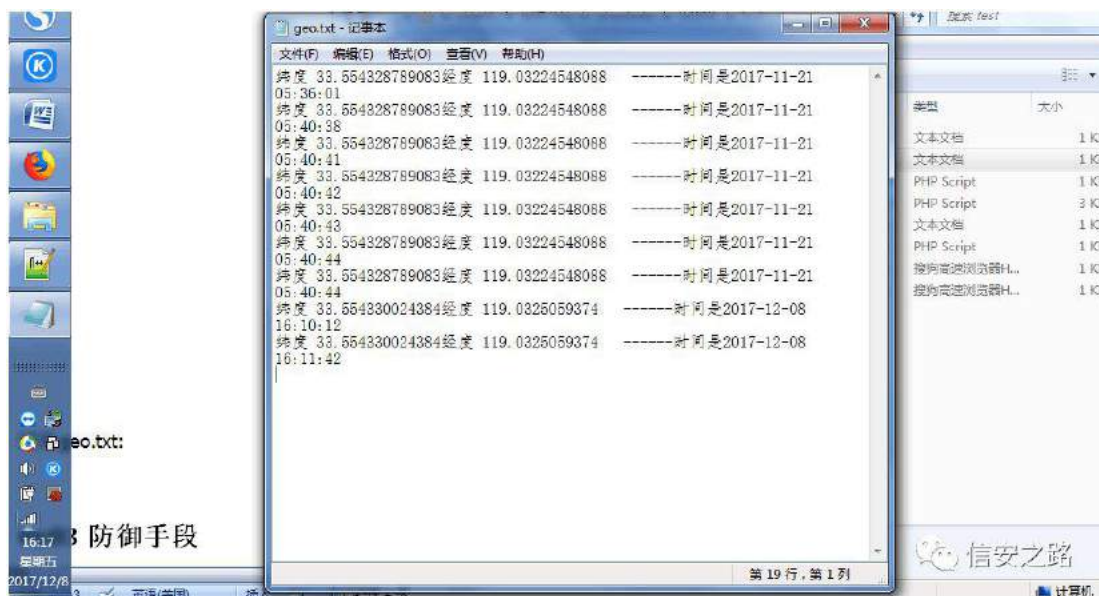 geo.txt - 记事本
搜索 test
文件(F) 编辑(E) 格式(O) 查看(V) 帮助(H)
纬度 33.554328789083经度 119.03224548088 ------时间是2017-11-21
05:36:01
纬度 33.554328789083经度 119.03224548088 ------时间是2017-11-21
05:40:38
纬度 33.554328789083经度 119.03224548088 ------时间是2017-11-21
05:40:41
纬度 33.554328789083经度 119.03224548088 ------时间是2017-11-21
05:40:42
纬度 33.554328789083经度 119.03224548088 ------时间是2017-11-21
05:40:43
纬度 33.554328789083经度 119.03224548088 ------时间是2017-11-21
05:40:44
纬度 33.554328789083经度 119.03224548088 ------时间是2017-11-21
05:40:44
纬度 33.554330024384经度 119.0325059374 ------时间是2017-12-08
16:10:12
纬度 33.554330024384经度 119.0325059374 ------时间是2017-12-08
16:11:42
第 19 行，第 1 列
类型 大小
文本文档 1 K
文本文档 1 K
PHP Script 1 K
PHP Script 3 K
文本文档 1 K
PHP Script 1 K
搜狗高速浏览器H... 1 K
搜狗高速浏览器H... 1 K
eo.txt:
3 防御手段
16:17
星期五
2017/12/8
英语(美国)
信安之路
计算机